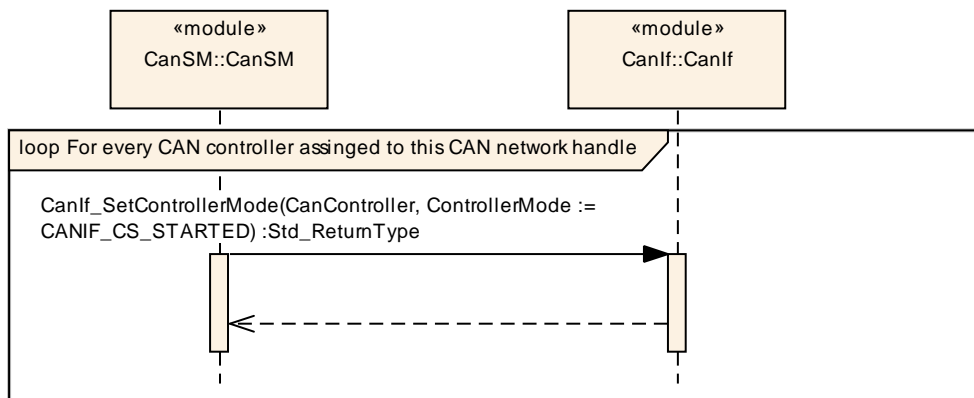 «module»
CanSM::CanSM
«module»
CanIf::CanIf
loop For every CAN controller assinged to this CAN network handle
CanIf_SetControllerMode(CanController, ControllerMode :=
CANIF_CS_STARTED) :Std_ReturnType